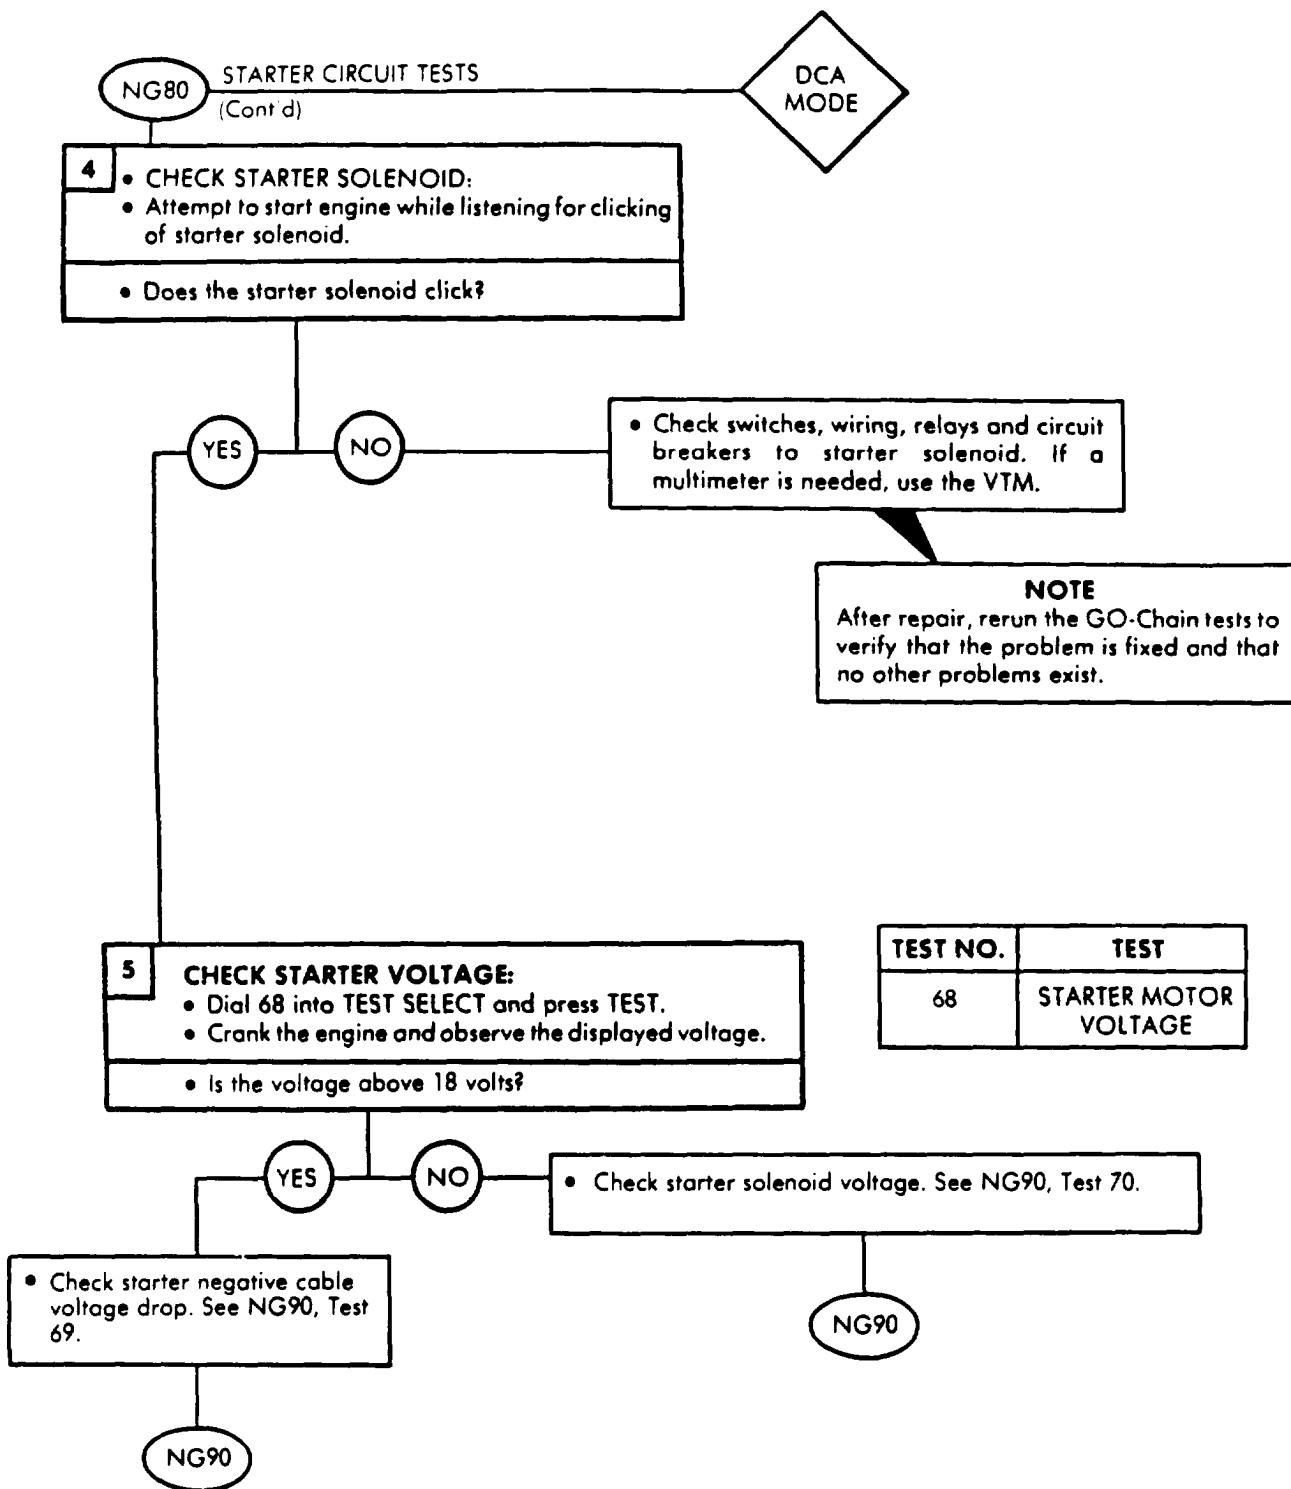 NG80
STARTER CIRCUIT TESTS
(Cont'd)
DCA
MODE
4
• CHECK STARTER SOLENOID:
• Attempt to start engine while listening for clicking
of starter solenoid.
• Does the starter solenoid click?
YES
NO
• Check switches, wiring, relays and circuit
breakers to starter solenoid. If a
multimeter is needed, use the VTM.
NOTE
After repair, rerun the GO-Chain tests to
verify that the problem is fixed and that
no other problems exist.
5
CHECK STARTER VOLTAGE:
• Dial 68 into TEST SELECT and press TEST.
• Crank the engine and observe the displayed voltage.
• Is the voltage above 18 volts?
TEST NO.
TEST
68
STARTER MOTOR
VOLTAGE
YES
NO
• Check starter solenoid voltage. See NG90, Test 70.
• Check starter negative cable
voltage drop. See NG90, Test
69.
NG90
NG90